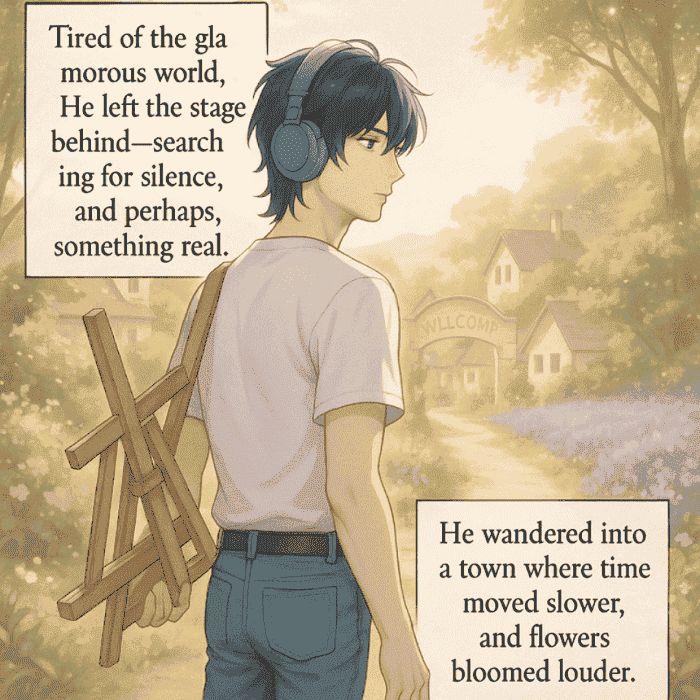 Tired of the gla
morous world,
He left the stage
behind—search
ing for silence,
and perhaps,
something real.
WLLCOMP
He wandered into
a town where time
moved slower,
and flowers
bloomed louder.